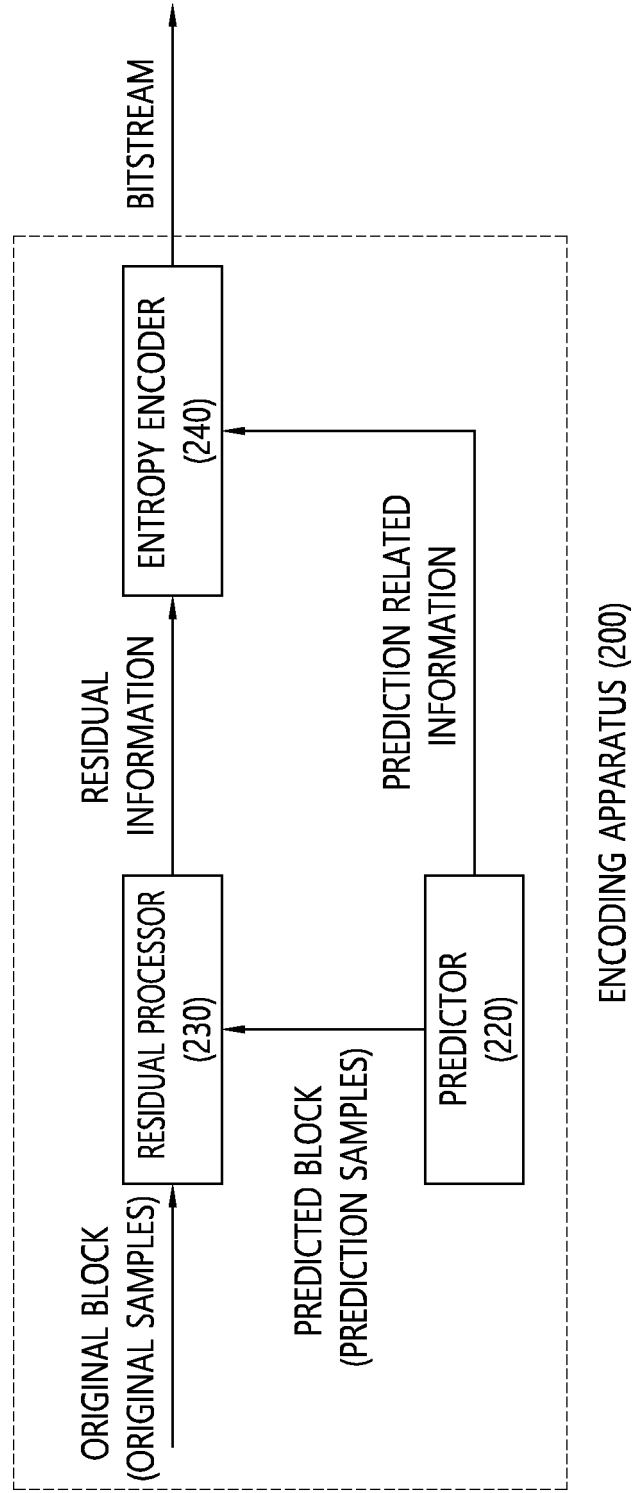 ORIGINAL BLOCK
(ORIGINAL SAMPLES)
RESIDUAL PROCESSOR
(230)
RESIDUAL
INFORMATION
ENTROPY ENCODER
(240)
BITSTREAM
PREDICTED BLOCK
(PREDICTION SAMPLES)
PREDICTOR
(220)
PREDICTION RELATED
INFORMATION
ENCODING APPARATUS (200)